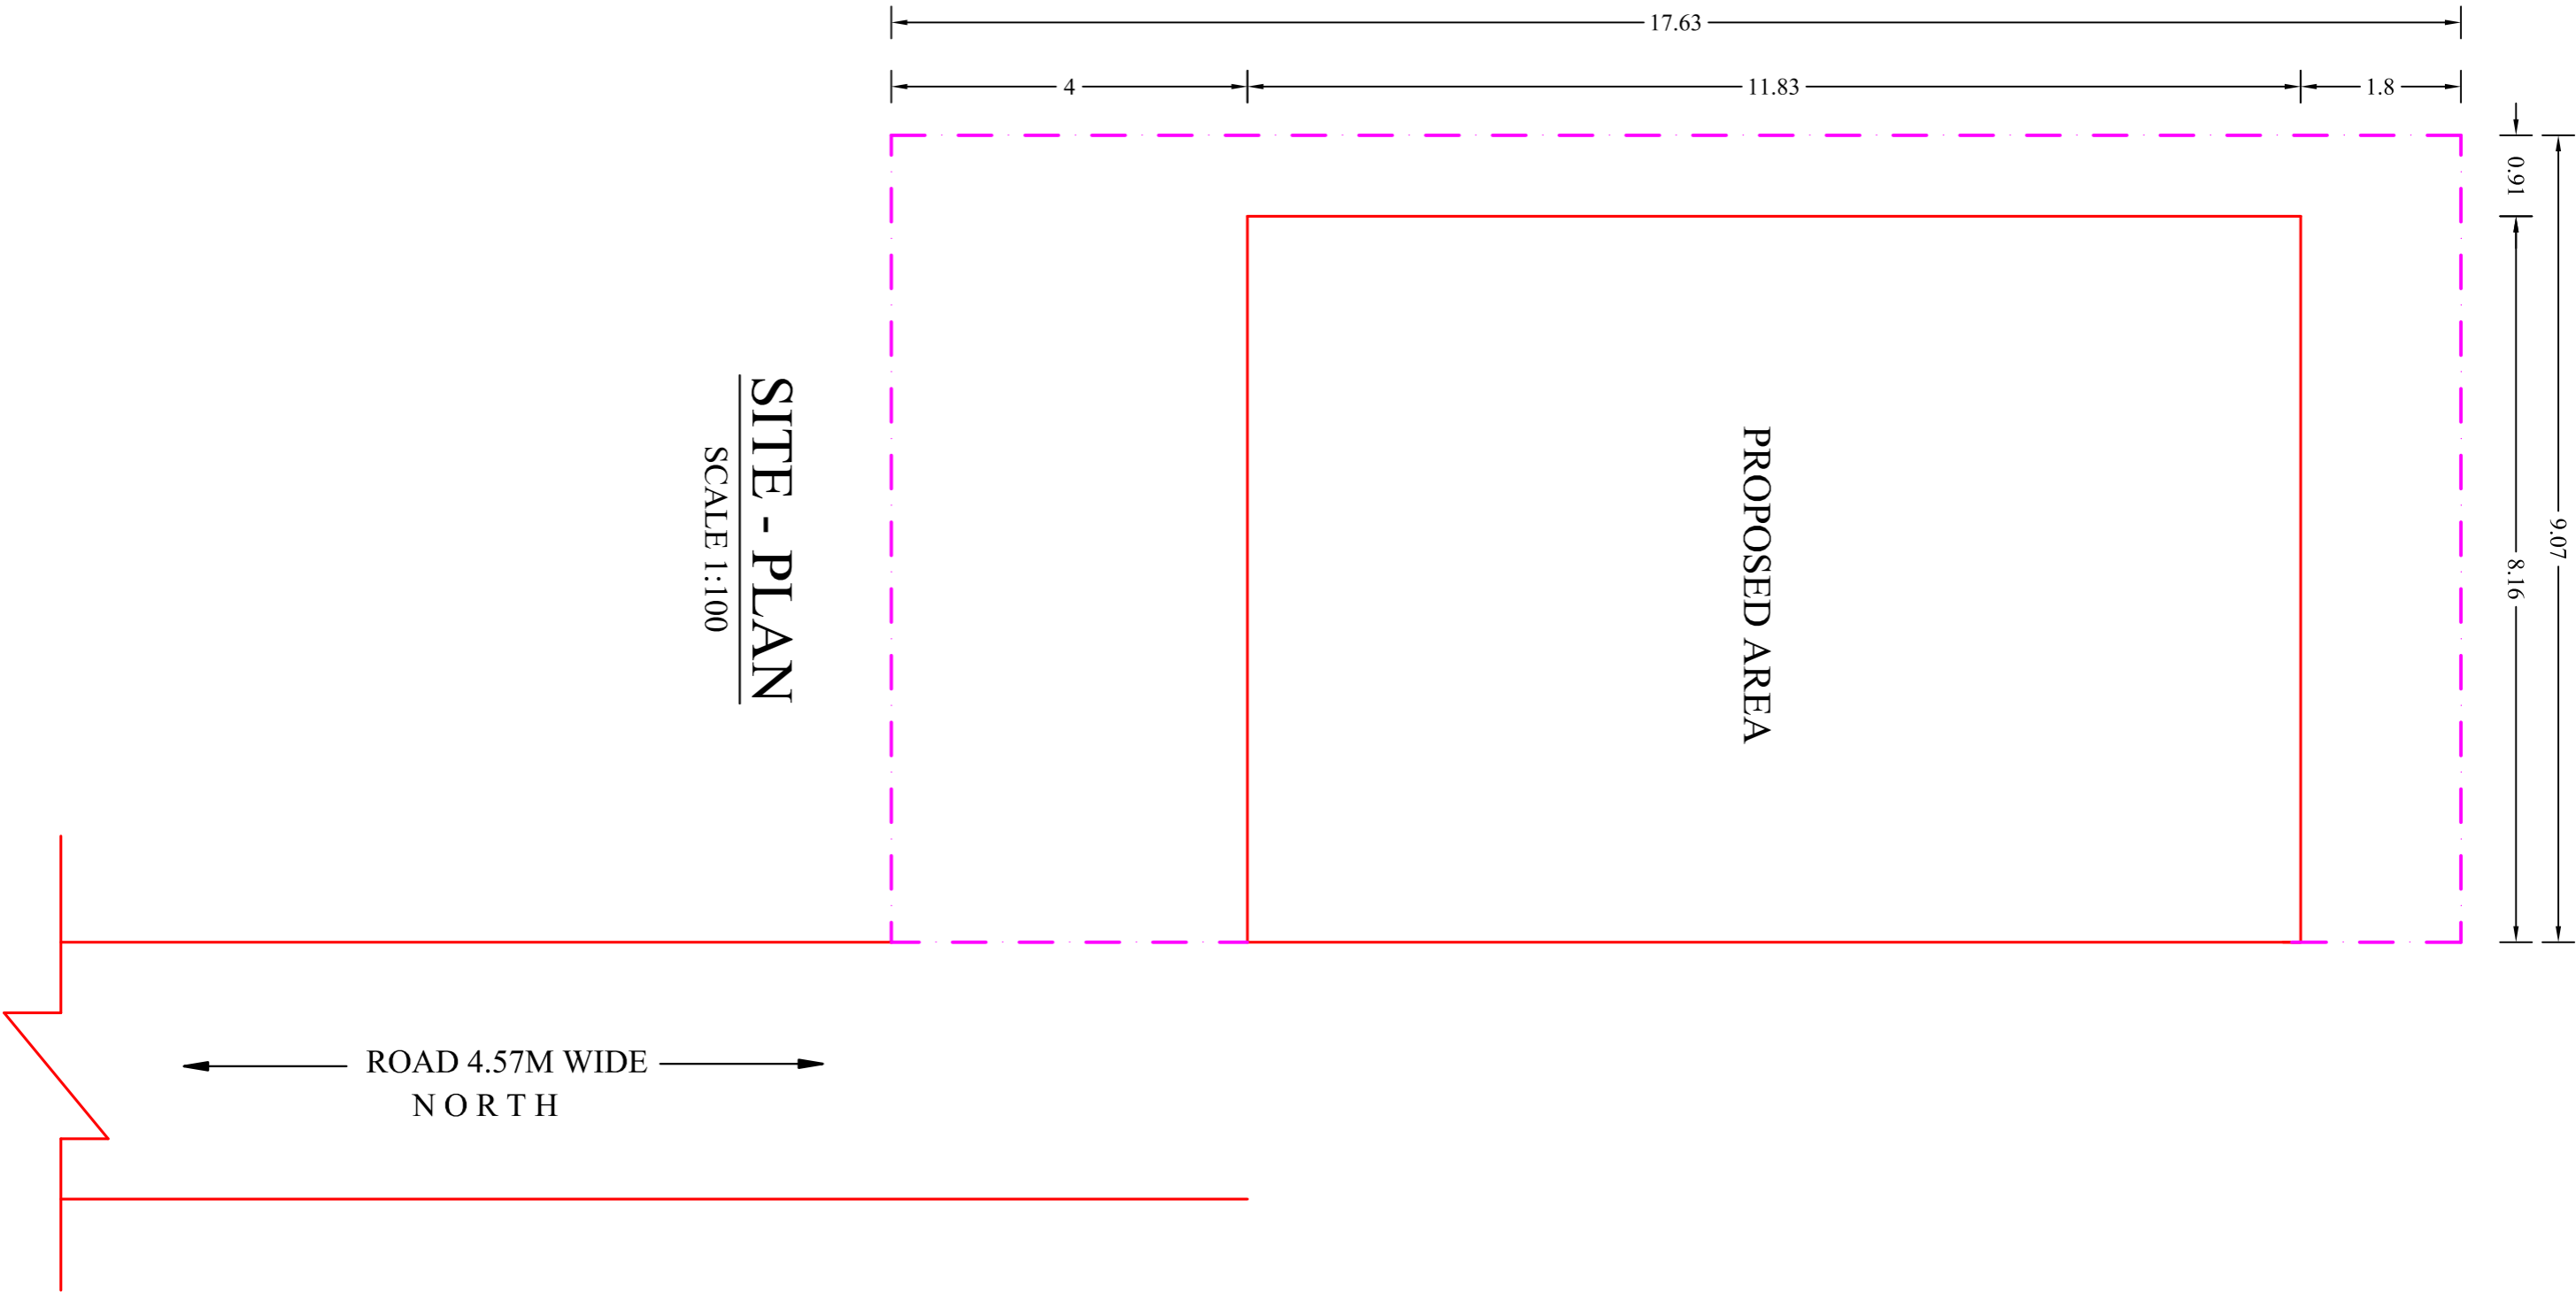 17.63
4
11.83
1.8
0.91
9.07
8.16
PROPOSED AREA
SITE - PLAN
SCALE 1:100
ROAD 4.57M WIDE
NORTH